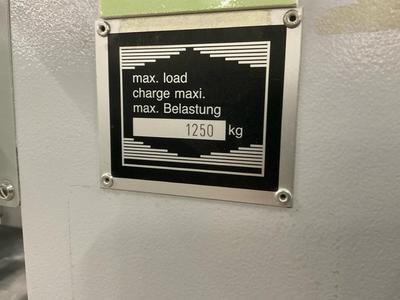 max. load
charge maxi.
max. Belastung
1250 kg